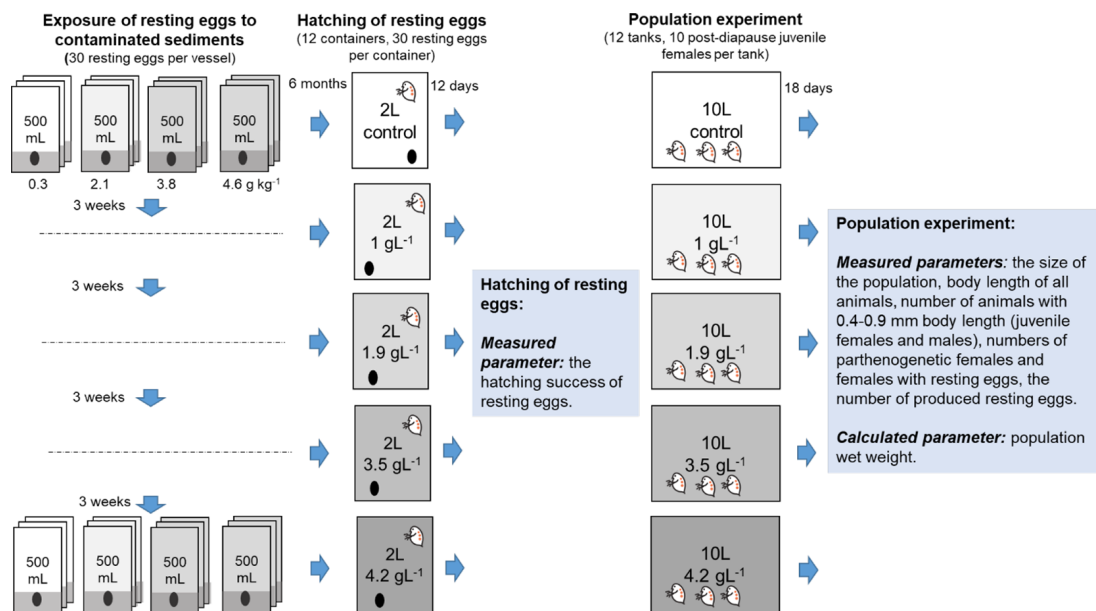 Exposure of resting eggs to
contaminated sediments
(30 resting eggs per vessel)
Hatching of resting eggs
(12 containers, 30 resting eggs
per container)
Population experiment
(12 tanks, 10 post-diapause juvenile
females per tank)
500
mL
500
mL
500
mL
500
mL
0.3
2.1
3.8
4.6 g kg⁻¹
6 months
2L
control
12 days
10L
control
18 days
3 weeks
2L
1 gL⁻¹
10L
1 gL⁻¹
3 weeks
2L
1.9 gL⁻¹
10L
1.9 gL⁻¹
3 weeks
2L
3.5 gL⁻¹
10L
3.5 gL⁻¹
3 weeks
500
mL
500
mL
500
mL
500
mL
2L
4.2 gL⁻¹
10L
4.2 gL⁻¹
Hatching of resting
eggs:
Measured
parameter: the
hatching success of
resting eggs.
Population experiment:
Measured parameters: the size of
the population, body length of all
animals, number of animals with
0.4-0.9 mm body length (juvenile
females and males), numbers of
parthenogenetic females and
females with resting eggs, the
number of produced resting eggs.
Calculated parameter: population
wet weight.